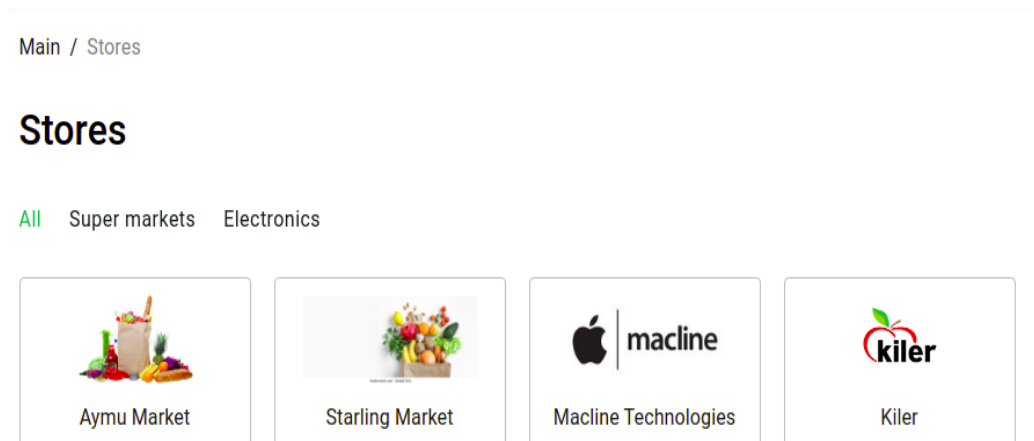 Main / Stores
Stores
All Super markets Electronics
macline
kiler
Aymu Market
Starling Market
Macline Technologies
Kiler